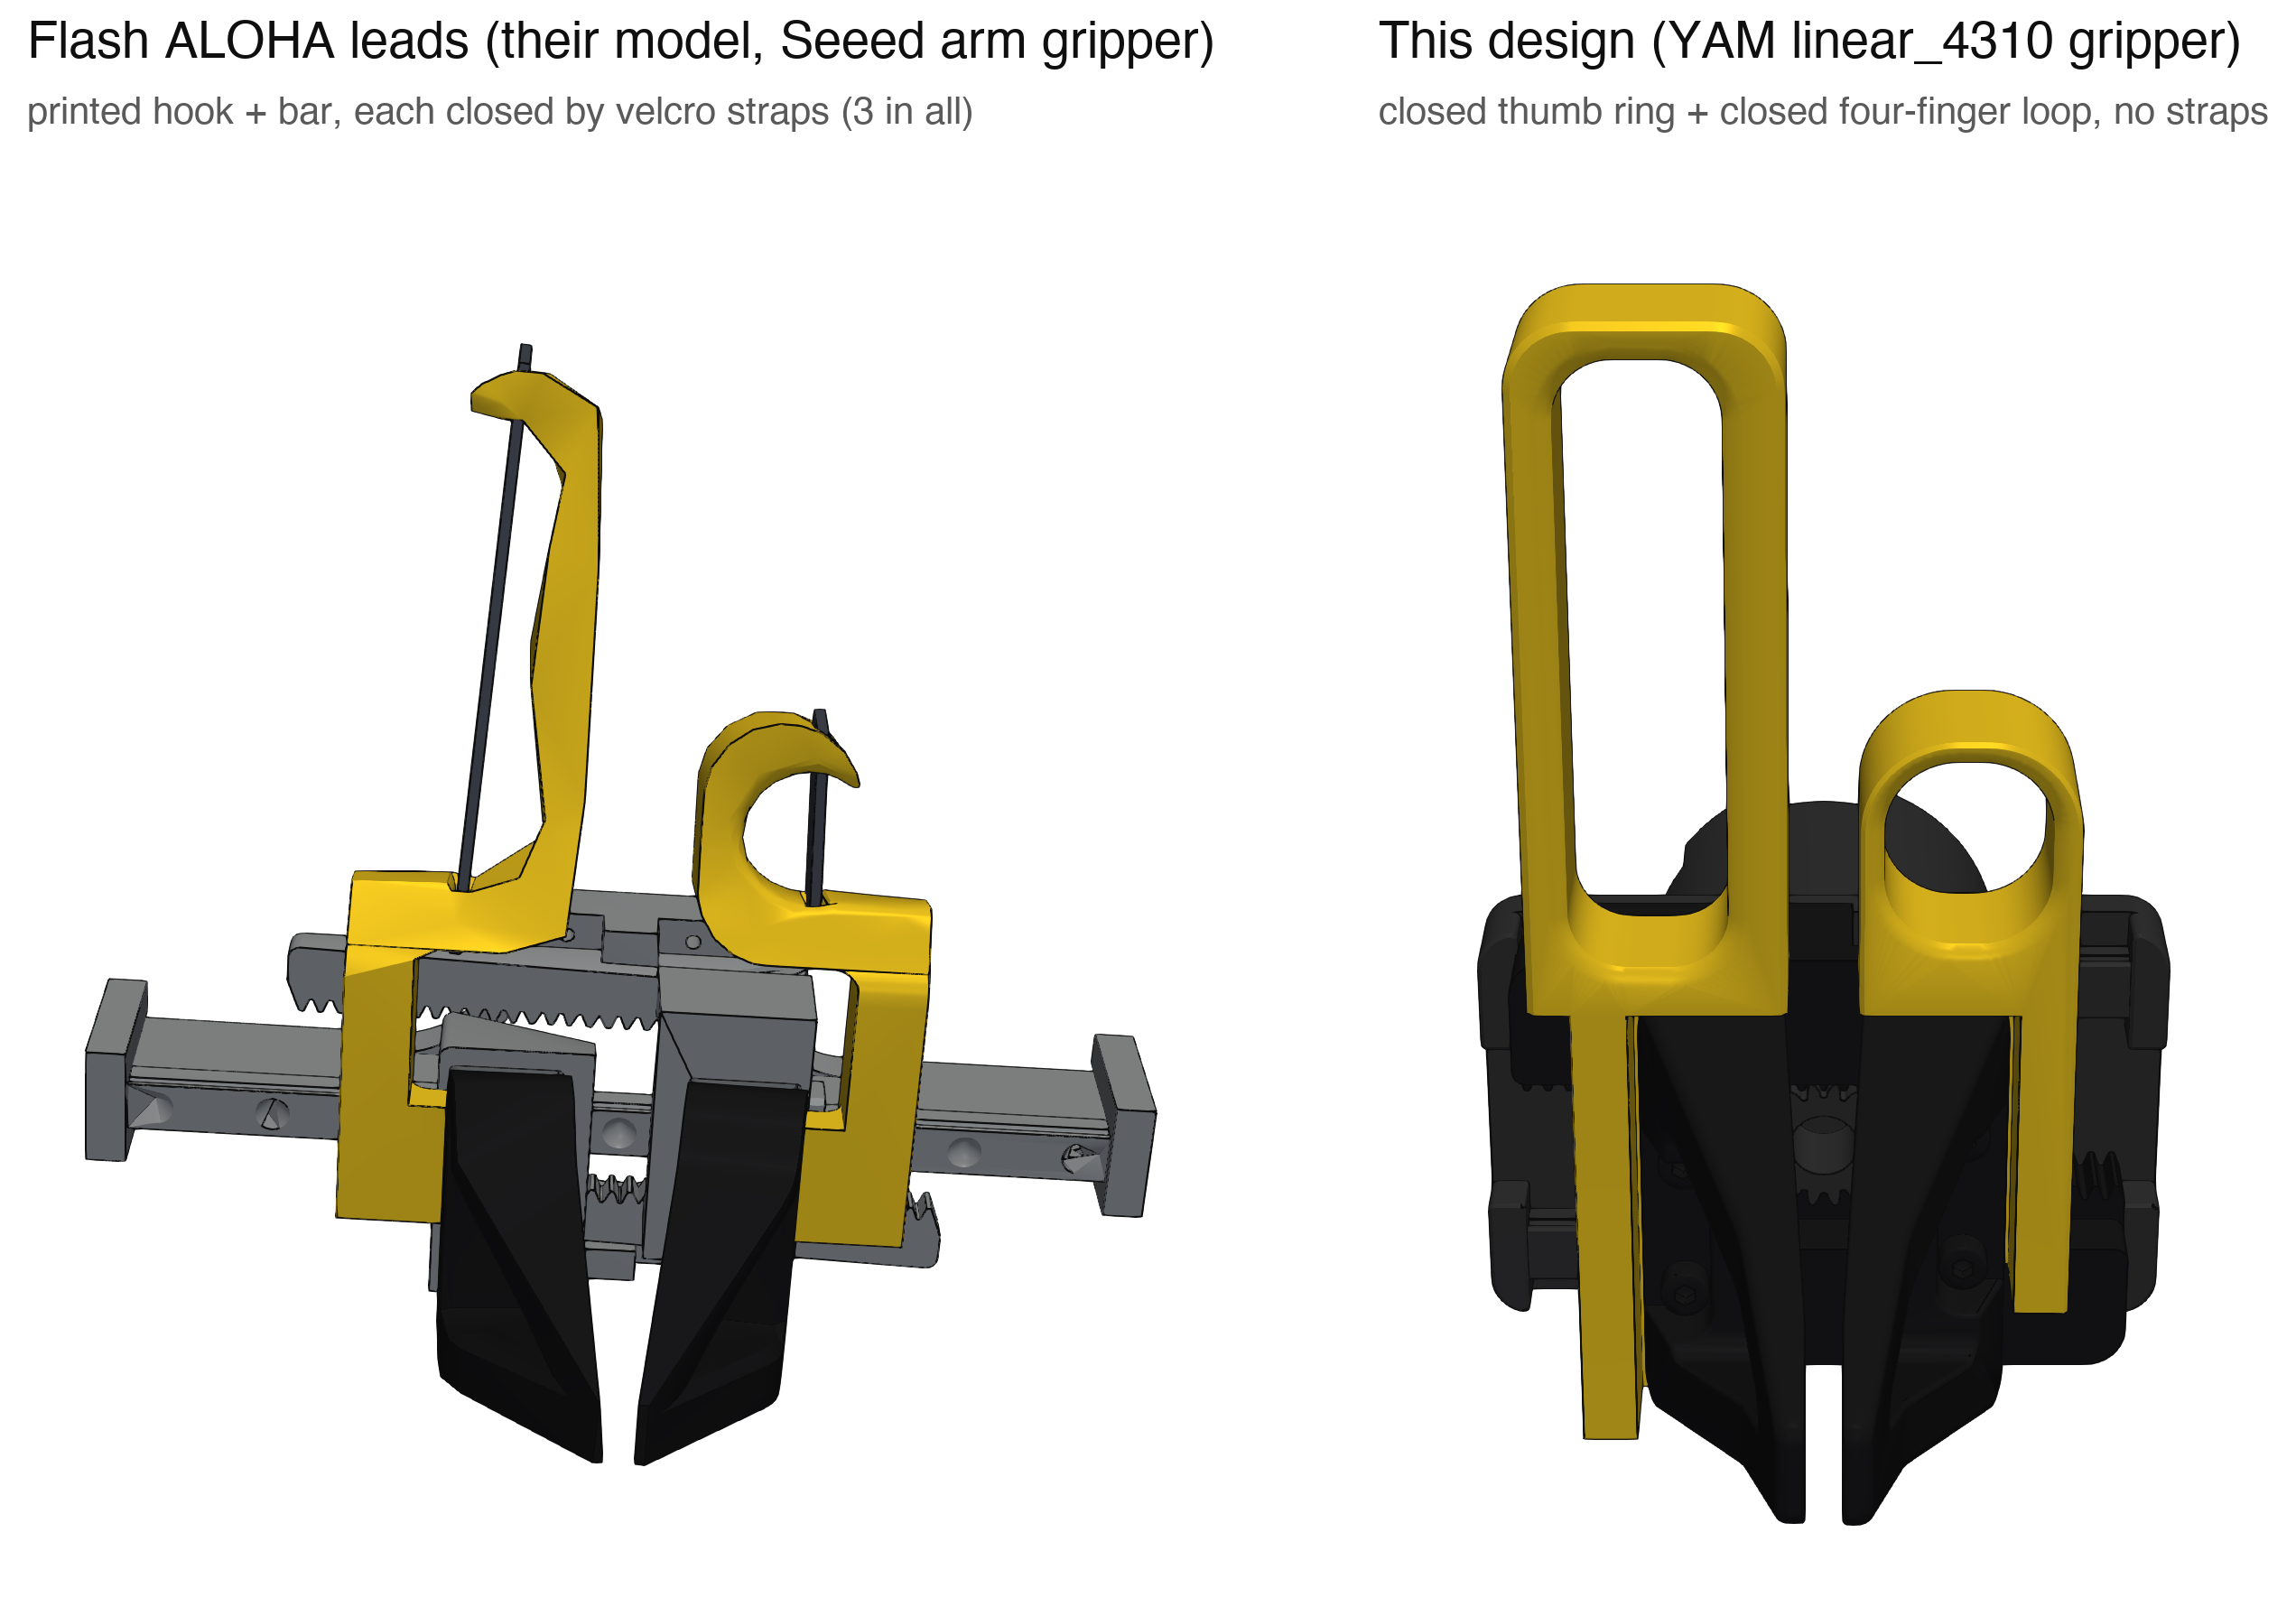 Flash ALOHA leads (their model, Seeed arm gripper)
printed hook + bar, each closed by velcro straps (3 in all)
This design (YAM linear_4310 gripper)
closed thumb ring + closed four-finger loop, no straps